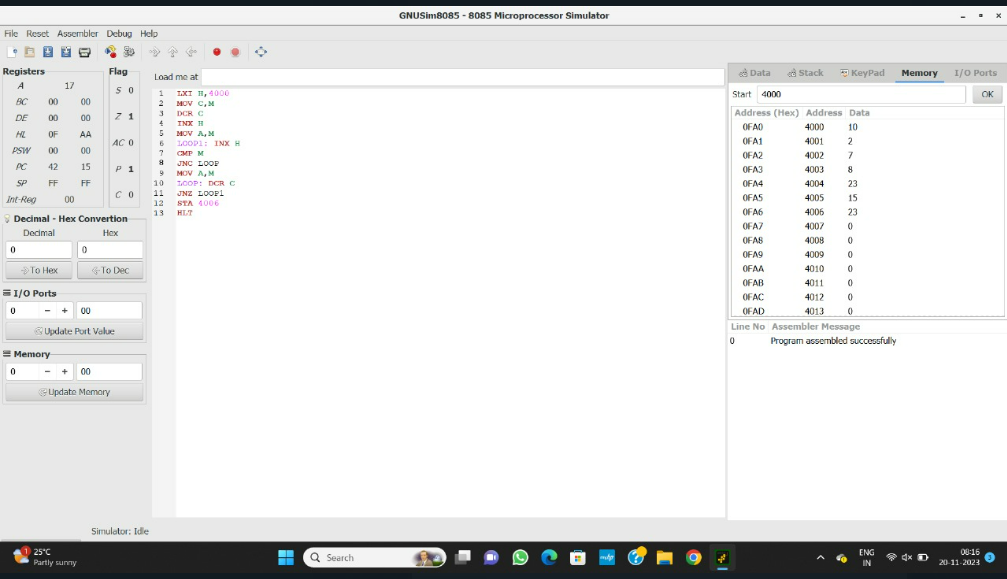 GNUSim8085 - 8085 Microprocessor Simulator
File Reset Assembler Debug Help
Registers
A 17
BC 00 00
DE 00 00
HL 0F AA
PSW 00 00
PC 42 15
SP FF FF
Int-Reg 00
Flag
S 0
Z 1
AC 0
P 1
C 0
Decimal - Hex Convertion
Decimal Hex
0 0
To Hex To Dec
I/O Ports
0 - + 00
Update Port Value
Memory
0 - + 00
Update Memory
Load me at
1 LXI H,4000
2 MOV C,M
3 DCR C
4 INX H
5 MOV A,M
6 LOOP1: INX H
7 CMP M
8 JNC LOOP
9 MOV A,M
10 LOOP: DCR C
11 JNZ LOOP1
12 STA 4006
13 HLT
Data Stack KeyPad Memory I/O Ports
Start 4000 OK
Address (Hex) Address Data
0FA0 4000 10
0FA1 4001 2
0FA2 4002 7
0FA3 4003 8
0FA4 4004 23
0FA5 4005 15
0FA6 4006 23
0FA7 4007 0
0FA8 4008 0
0FA9 4009 0
0FAA 4010 0
0FAB 4011 0
0FAC 4012 0
0FAD 4013 0
Line No Assembler Message
0 Program assembled successfully
Simulator: Idle
1 25°C
Partly sunny
Search
ENG
IN
08:16
20-11-2023